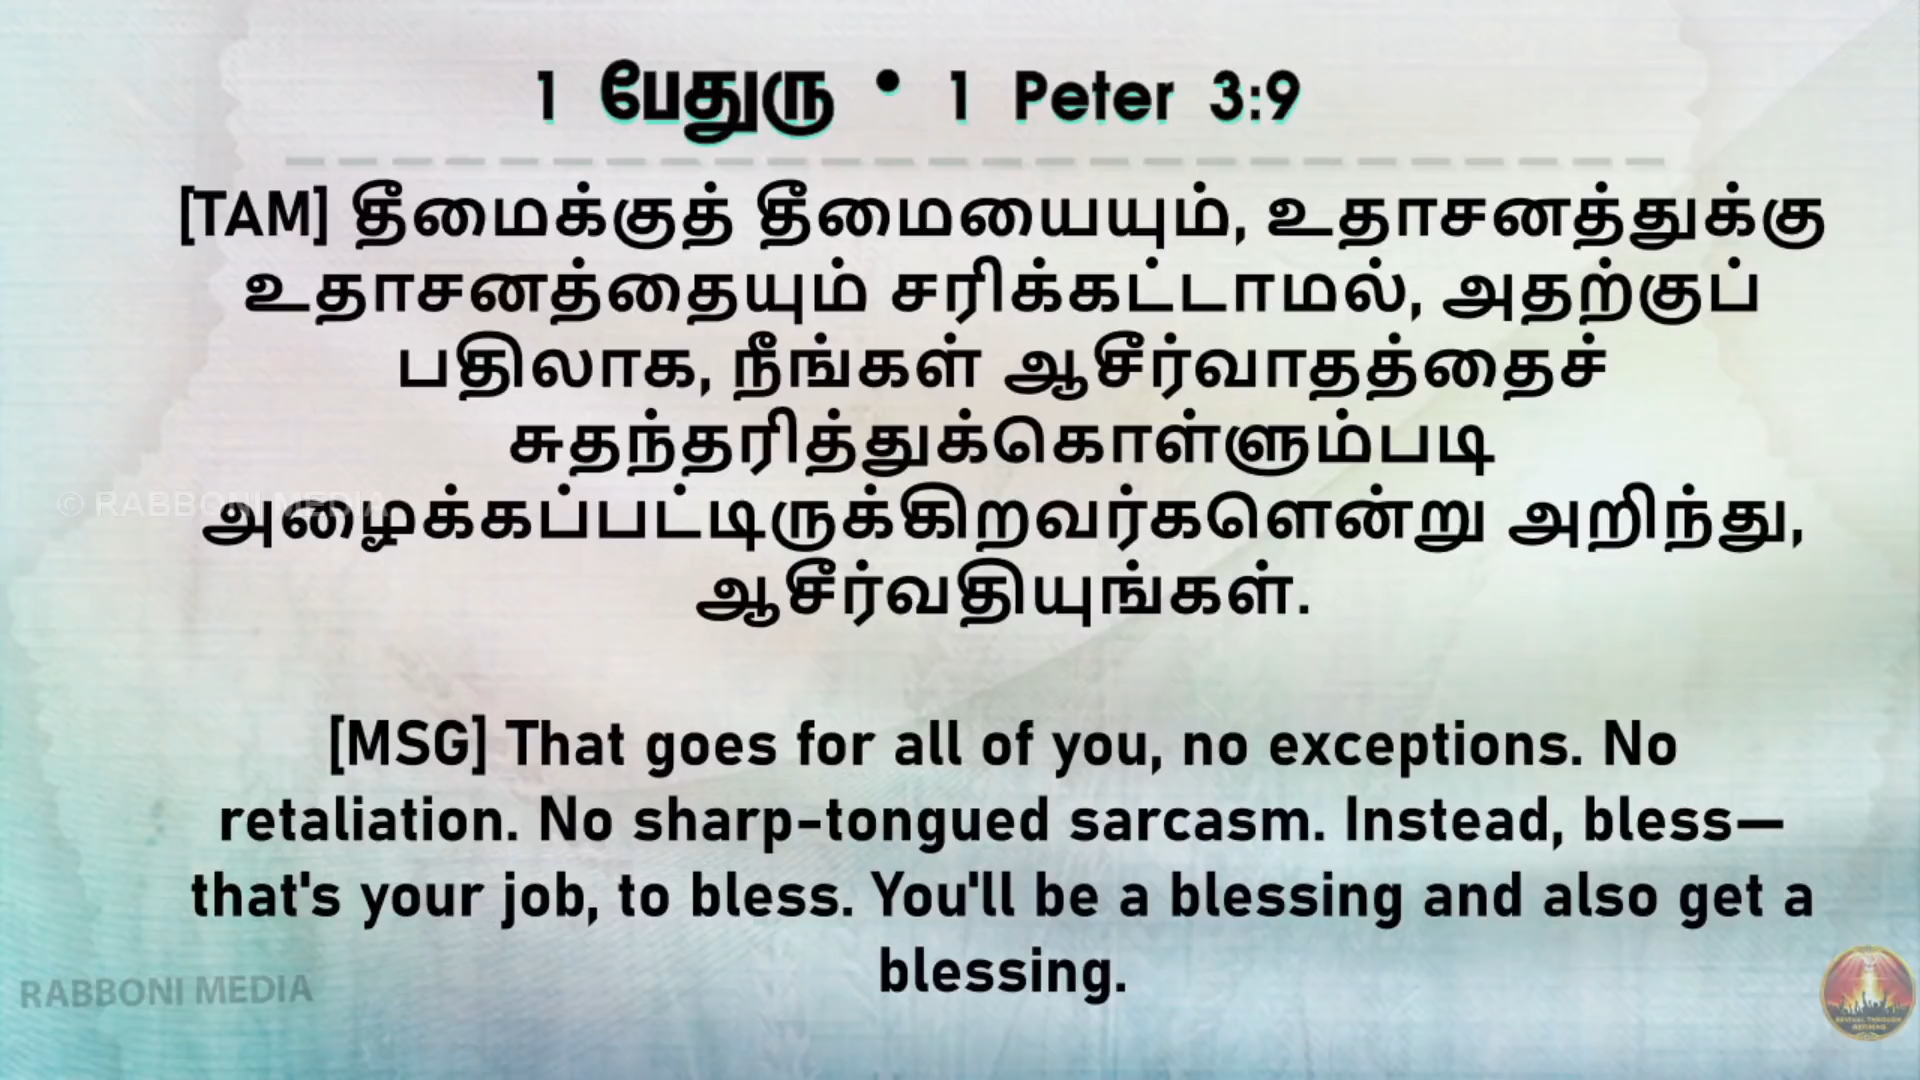 1 பேதுரு • 1 Peter 3:9
[TAM] தீமைக்குத் தீமையையும், உதாசனத்துக்கு
உதாசனத்தையும் சரிக்கட்டாமல், அதற்குப்
பதிலாக, நீங்கள் ஆசீர்வாதத்தைச்
சுதந்தரித்துக்கொள்ளும்படி
© RABBONI MEDIA
அழைக்கப்பட்டிருக்கிறவர்களென்று அறிந்து,
ஆசீர்வதியுங்கள்.
[MSG] That goes for all of you, no exceptions. No
retaliation. No sharp-tongued sarcasm. Instead, bless—
that's your job, to bless. You'll be a blessing and also get a
blessing.
RABBONI MEDIA